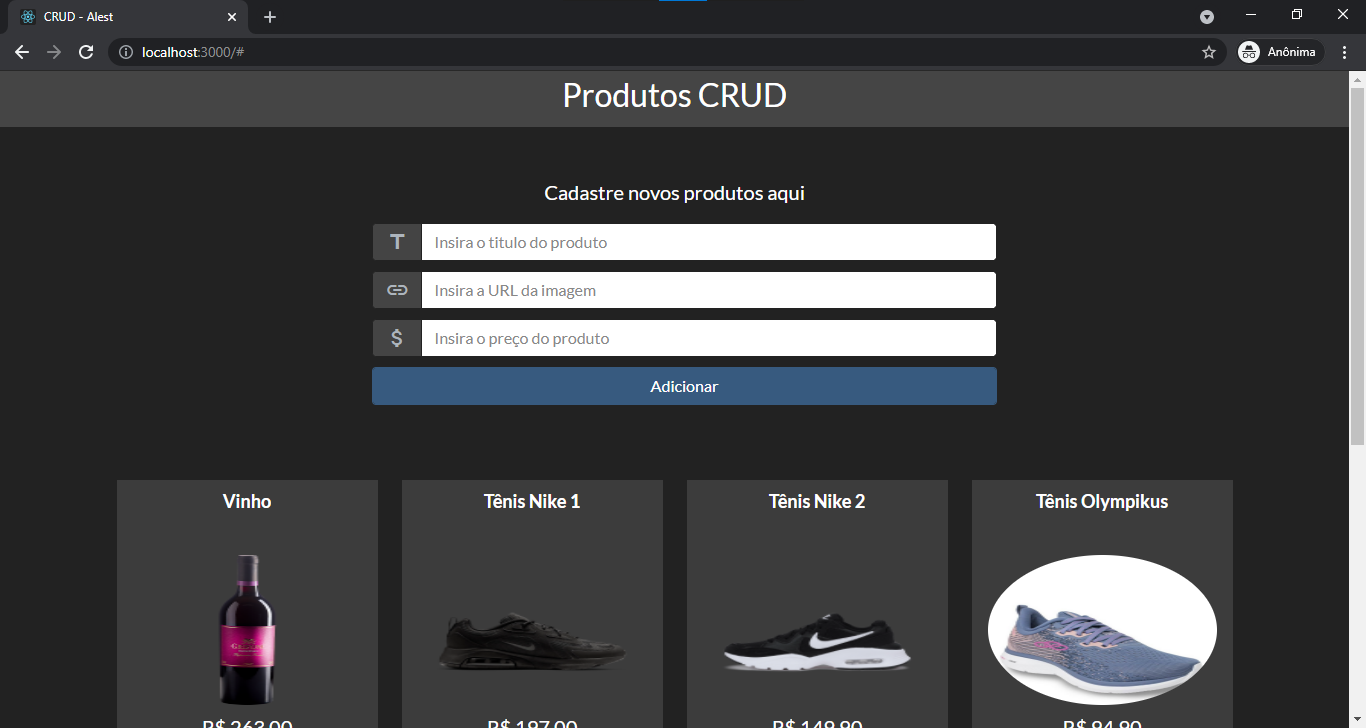 CRUD - Alest
localhost:3000/#
Anônima
Produtos CRUD
Cadastre novos produtos aqui
Insira o titulo do produto
Insira a URL da imagem
Insira o preço do produto
Adicionar
Vinho
Tênis Nike 1
Tênis Nike 2
Tênis Olympikus
R$ 263.00
R$ 197.00
R$ 149.90
R$ 94.90